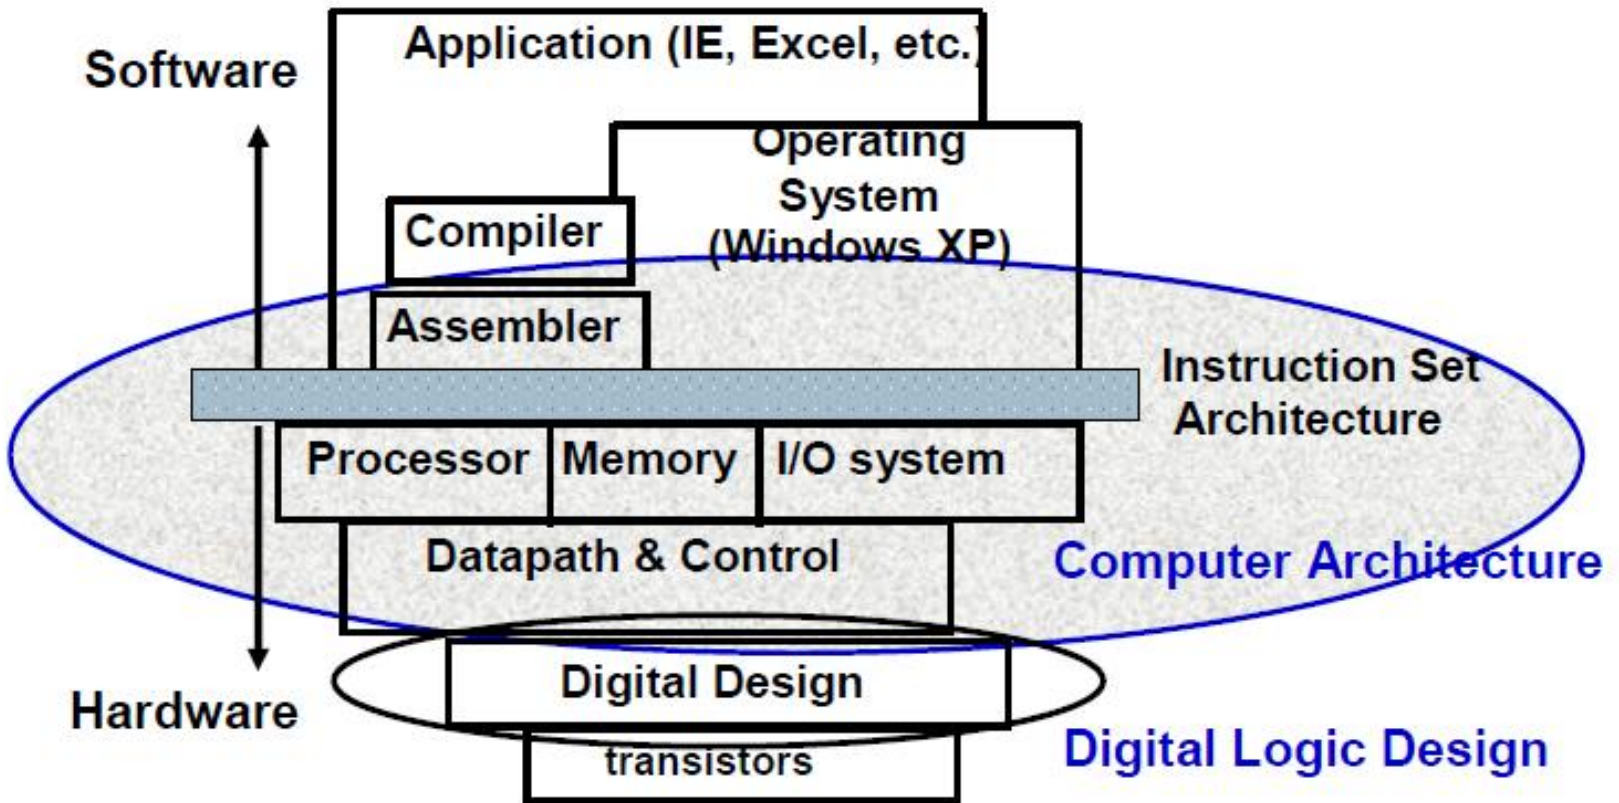 Application (IE, Excel, etc.)
Software
Operating
System
(Windows XP)
Compiler
Assembler
Instruction Set
Architecture
Processor
Memory
I/O system
Datapath & Control
Computer Architecture
Digital Design
Hardware
Digital Logic Design
transistors